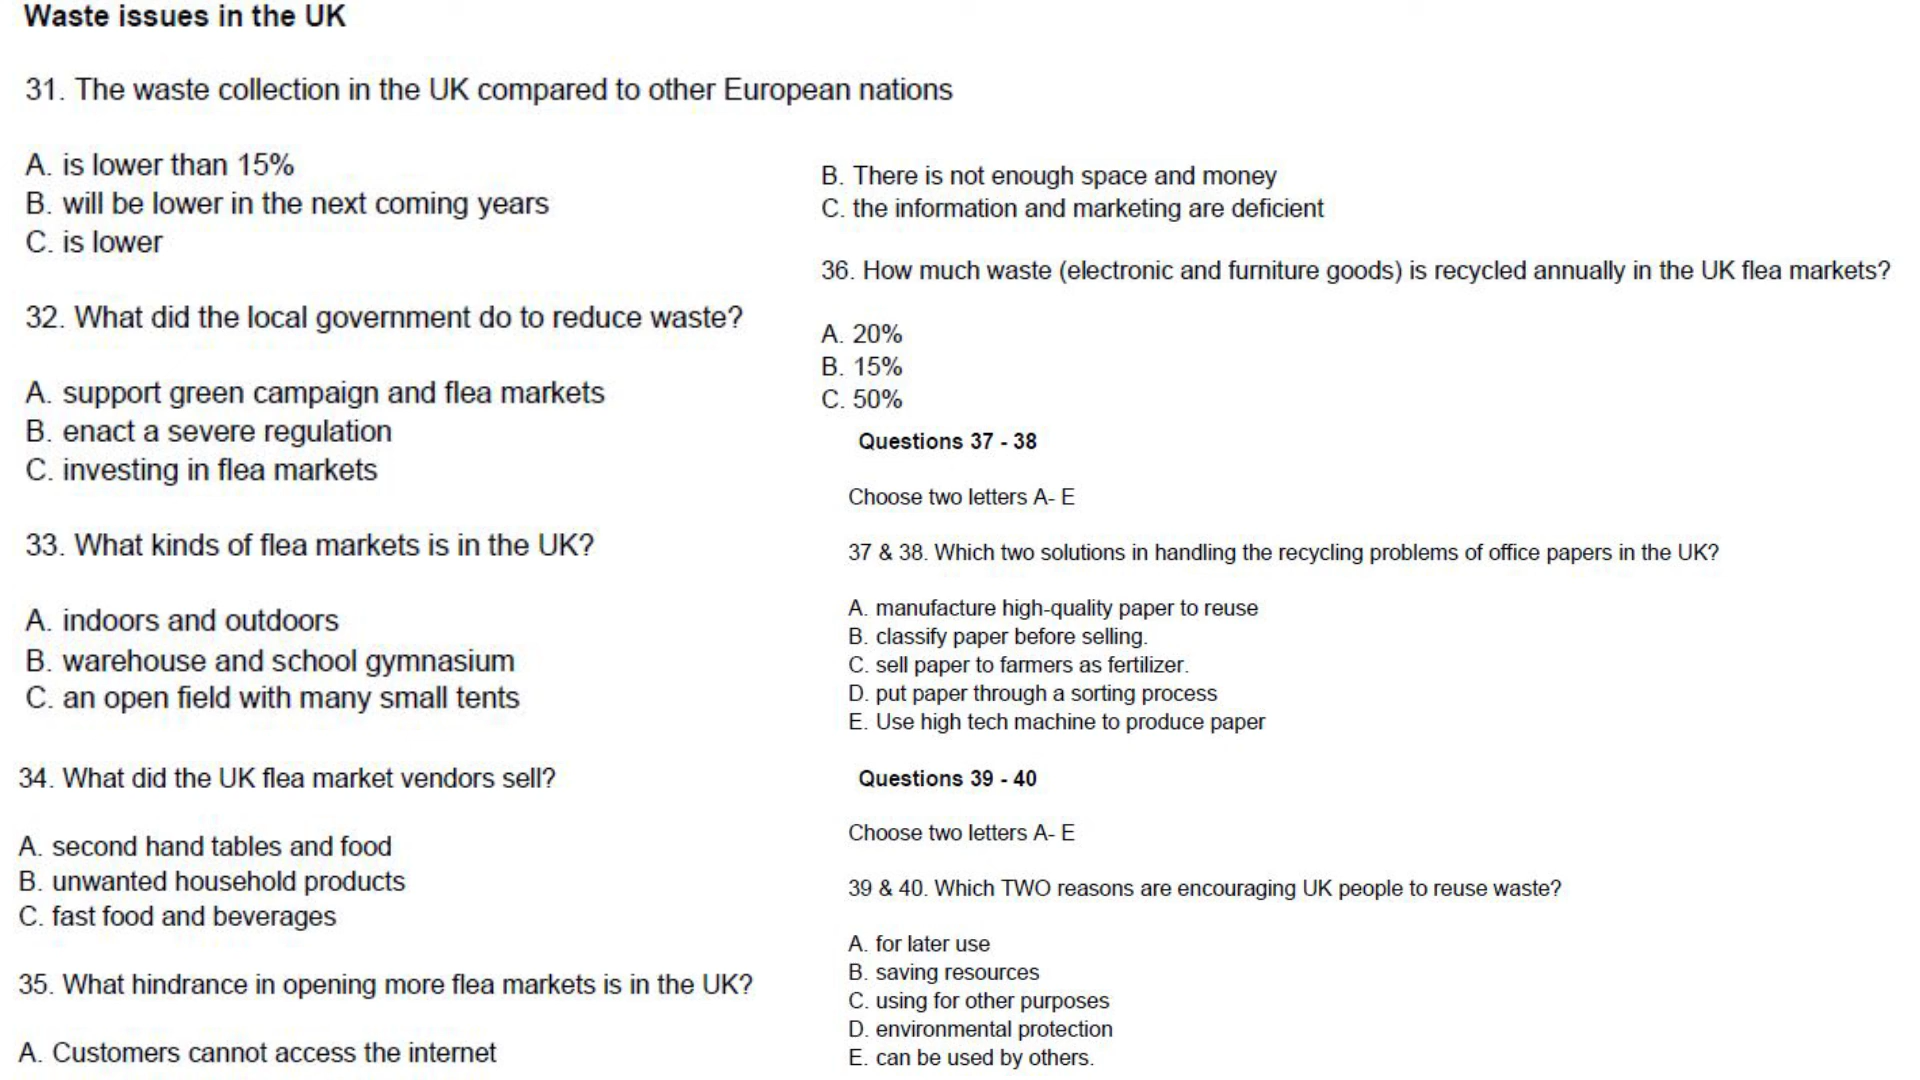 Waste issues in the UK
31. The waste collection in the UK compared to other European nations
A. is lower than 15%
B. will be lower in the next coming years
C. is lower
32. What did the local government do to reduce waste?
A. support green campaign and flea markets
B. enact a severe regulation
C. investing in flea markets
33. What kinds of flea markets is in the UK?
A. indoors and outdoors
B. warehouse and school gymnasium
C. an open field with many small tents
34. What did the UK flea market vendors sell?
A. second hand tables and food
B. unwanted household products
C. fast food and beverages
35. What hindrance in opening more flea markets is in the UK?
A. Customers cannot access the internet
B. There is not enough space and money
C. the information and marketing are deficient
36. How much waste (electronic and furniture goods) is recycled annually in the UK flea markets?
A. 20%
B. 15%
C. 50%
Questions 37 - 38
Choose two letters A- E
37 & 38. Which two solutions in handling the recycling problems of office papers in the UK?
A. manufacture high-quality paper to reuse
B. classify paper before selling.
C. sell paper to farmers as fertilizer.
D. put paper through a sorting process
E. Use high tech machine to produce paper
Questions 39 - 40
Choose two letters A- E
39 & 40. Which TWO reasons are encouraging UK people to reuse waste?
A. for later use
B. saving resources
C. using for other purposes
D. environmental protection
E. can be used by others.